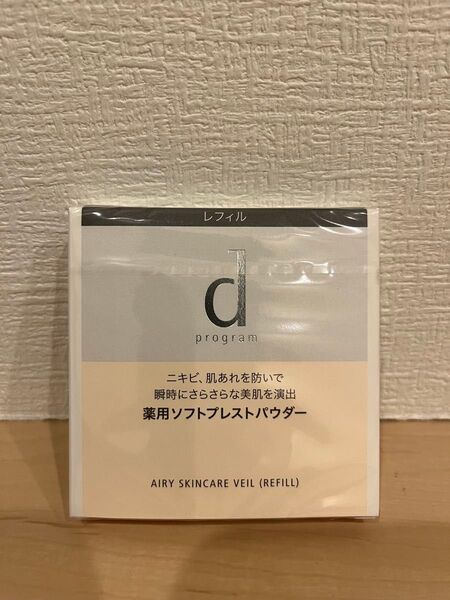 レフィル
d
program
ニキビ、肌あれを防いで
瞬時にさらさらな美肌を演出
薬用ソフトプレストパウダー
AIRY SKINCARE VEIL (REFILL)